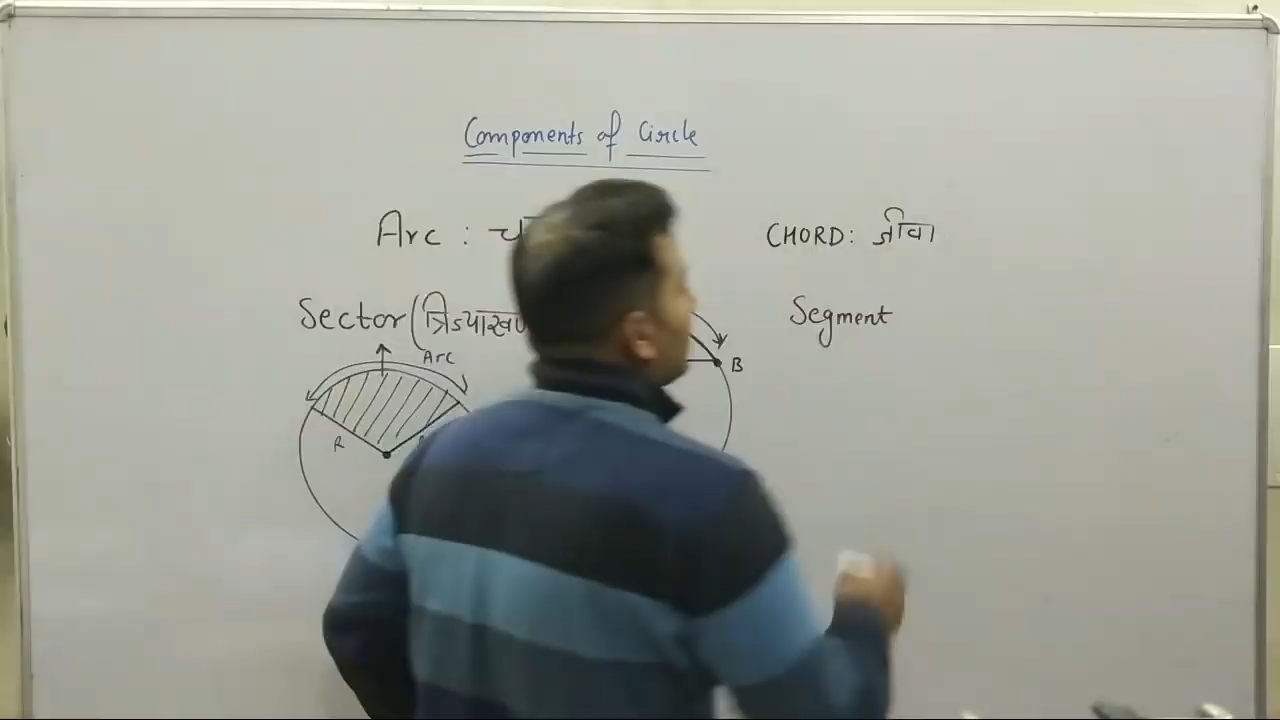 Components of Circle
Arc :
CHORD: जीवा
Sector
Segment
Arc
B
R